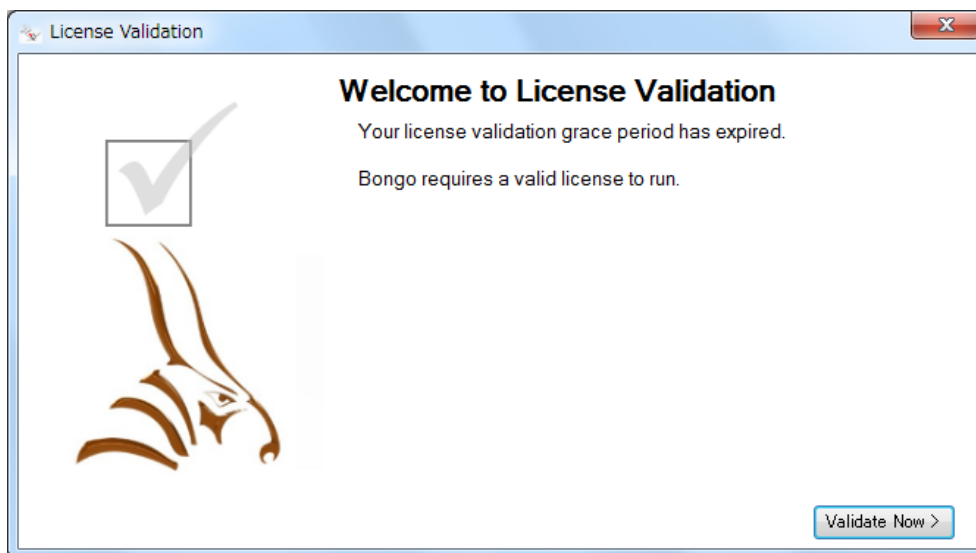 License Validation
Welcome to License Validation
Your license validation grace period has expired.
Bongo requires a valid license to run.
Validate Now >